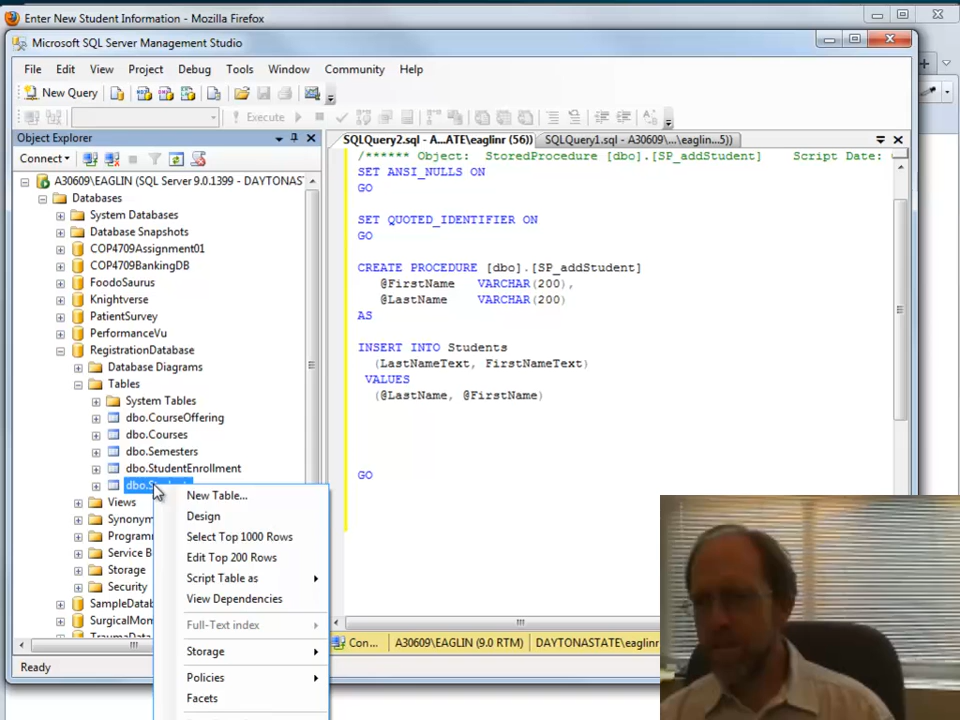 Enter New Student Information - Mozilla Firefox
Microsoft SQL Server Management Studio
File Edit View Project Debug Tools Window Community Help
New Query
Execute
Object Explorer
SQLQuery2.sql - A...ATE\eaglinr (56))
SQLQuery1.sql - A30609\...\eaglin...5))
Connect
A30609\EAGLIN (SQL Server 9.0.1399 - DAYTONAST
Databases
System Databases
Database Snapshots
COP4709Assignment01
COP4709BankingDB
FoodoSaurus
Knightverse
PatientSurvey
PerformanceVu
RegistrationDatabase
Database Diagrams
Tables
System Tables
dbo.CourseOffering
dbo.Courses
dbo.Semesters
dbo.StudentEnrollment
Views
Synonym
Programm
Service B
Storage
Security
SampleDatab
SurgicalMom
Ready
/****** Object: StoredProcedure [dbo].[SP_addStudent] Script Date:
SET ANSI_NULLS ON
GO
SET QUOTED_IDENTIFIER ON
GO
CREATE PROCEDURE [dbo].[SP_addStudent]
@FirstName VARCHAR(200),
@LastName VARCHAR(200)
AS
INSERT INTO Students
(LastNameText, FirstNameText)
VALUES
(@LastName, @FirstName)
GO
New Table...
Design
Select Top 1000 Rows
Edit Top 200 Rows
Script Table as
View Dependencies
Full-Text index
Storage
Policies
Facets
Con... A30609\EAGLIN (9.0 RTM) DAYTONASTATE\eaglinr